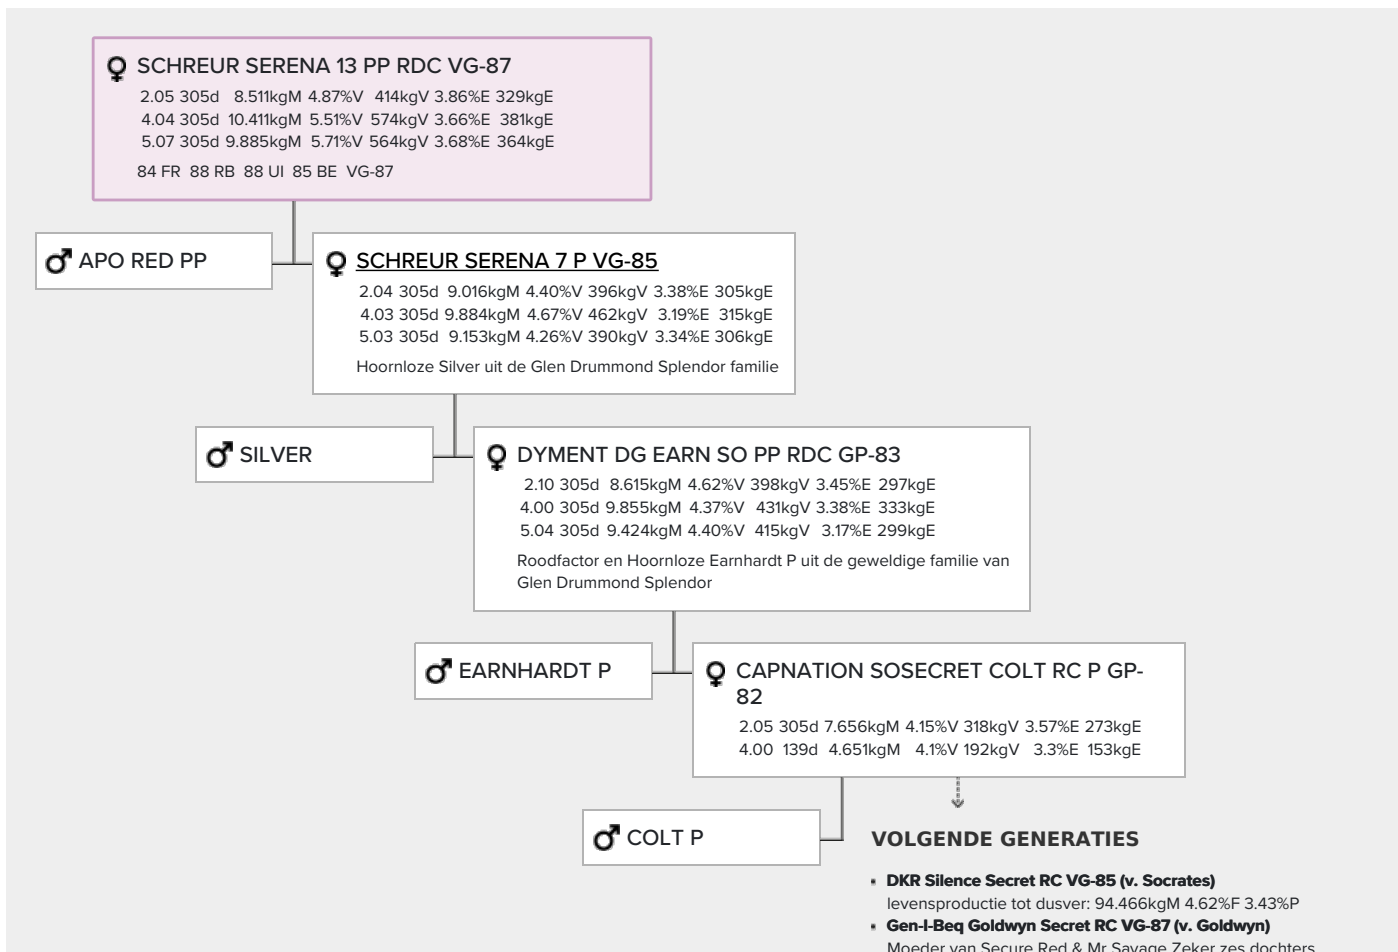 SCHREUR SERENA 13 PP RDC VG-87
2.05 305d 8.511kgM 4.87%V 414kgV 3.86%E 329kgE
4.04 305d 10.411kgM 5.51%V 574kgV 3.66%E 381kgE
5.07 305d 9.885kgM 5.71%V 564kgV 3.68%E 364kgE
84 FR 88 RB 88 UI 85 BE VG-87
APO RED PP
SCHREUR SERENA 7 P VG-85
2.04 305d 9.016kgM 4.40%V 396kgV 3.38%E 305kgE
4.03 305d 9.884kgM 4.67%V 462kgV 3.19%E 315kgE
5.03 305d 9.153kgM 4.26%V 390kgV 3.34%E 306kgE
Hoornloze Silver uit de Glen Drummond Splendor familie
SILVER
DYMENT DG EARN SO PP RDC GP-83
2.10 305d 8.615kgM 4.62%V 398kgV 3.45%E 297kgE
4.00 305d 9.855kgM 4.37%V 431kgV 3.38%E 333kgE
5.04 305d 9.424kgM 4.40%V 415kgV 3.17%E 299kgE
Roodfactor en Hoornloze Earnhardt P uit de geweldige familie van
Glen Drummond Splendor
EARNHARDT P
CAPNATION SOSECRET COLT RC P GP-
82
2.05 305d 7.656kgM 4.15%V 318kgV 3.57%E 273kgE
4.00 139d 4.651kgM 4.1%V 192kgV 3.3%E 153kgE
COLT P
VOLGENDE GENERATIES
DKR Silence Secret RC VG-85 (v. Socrates)
levensproductie tot dusver: 94.466kgM 4.62%F 3.43%P
Gen-I-Beq Goldwyn Secret RC VG-87 (v. Goldwyn)
Moeder van Secure Red & Mr Savage Zeker zes dochters